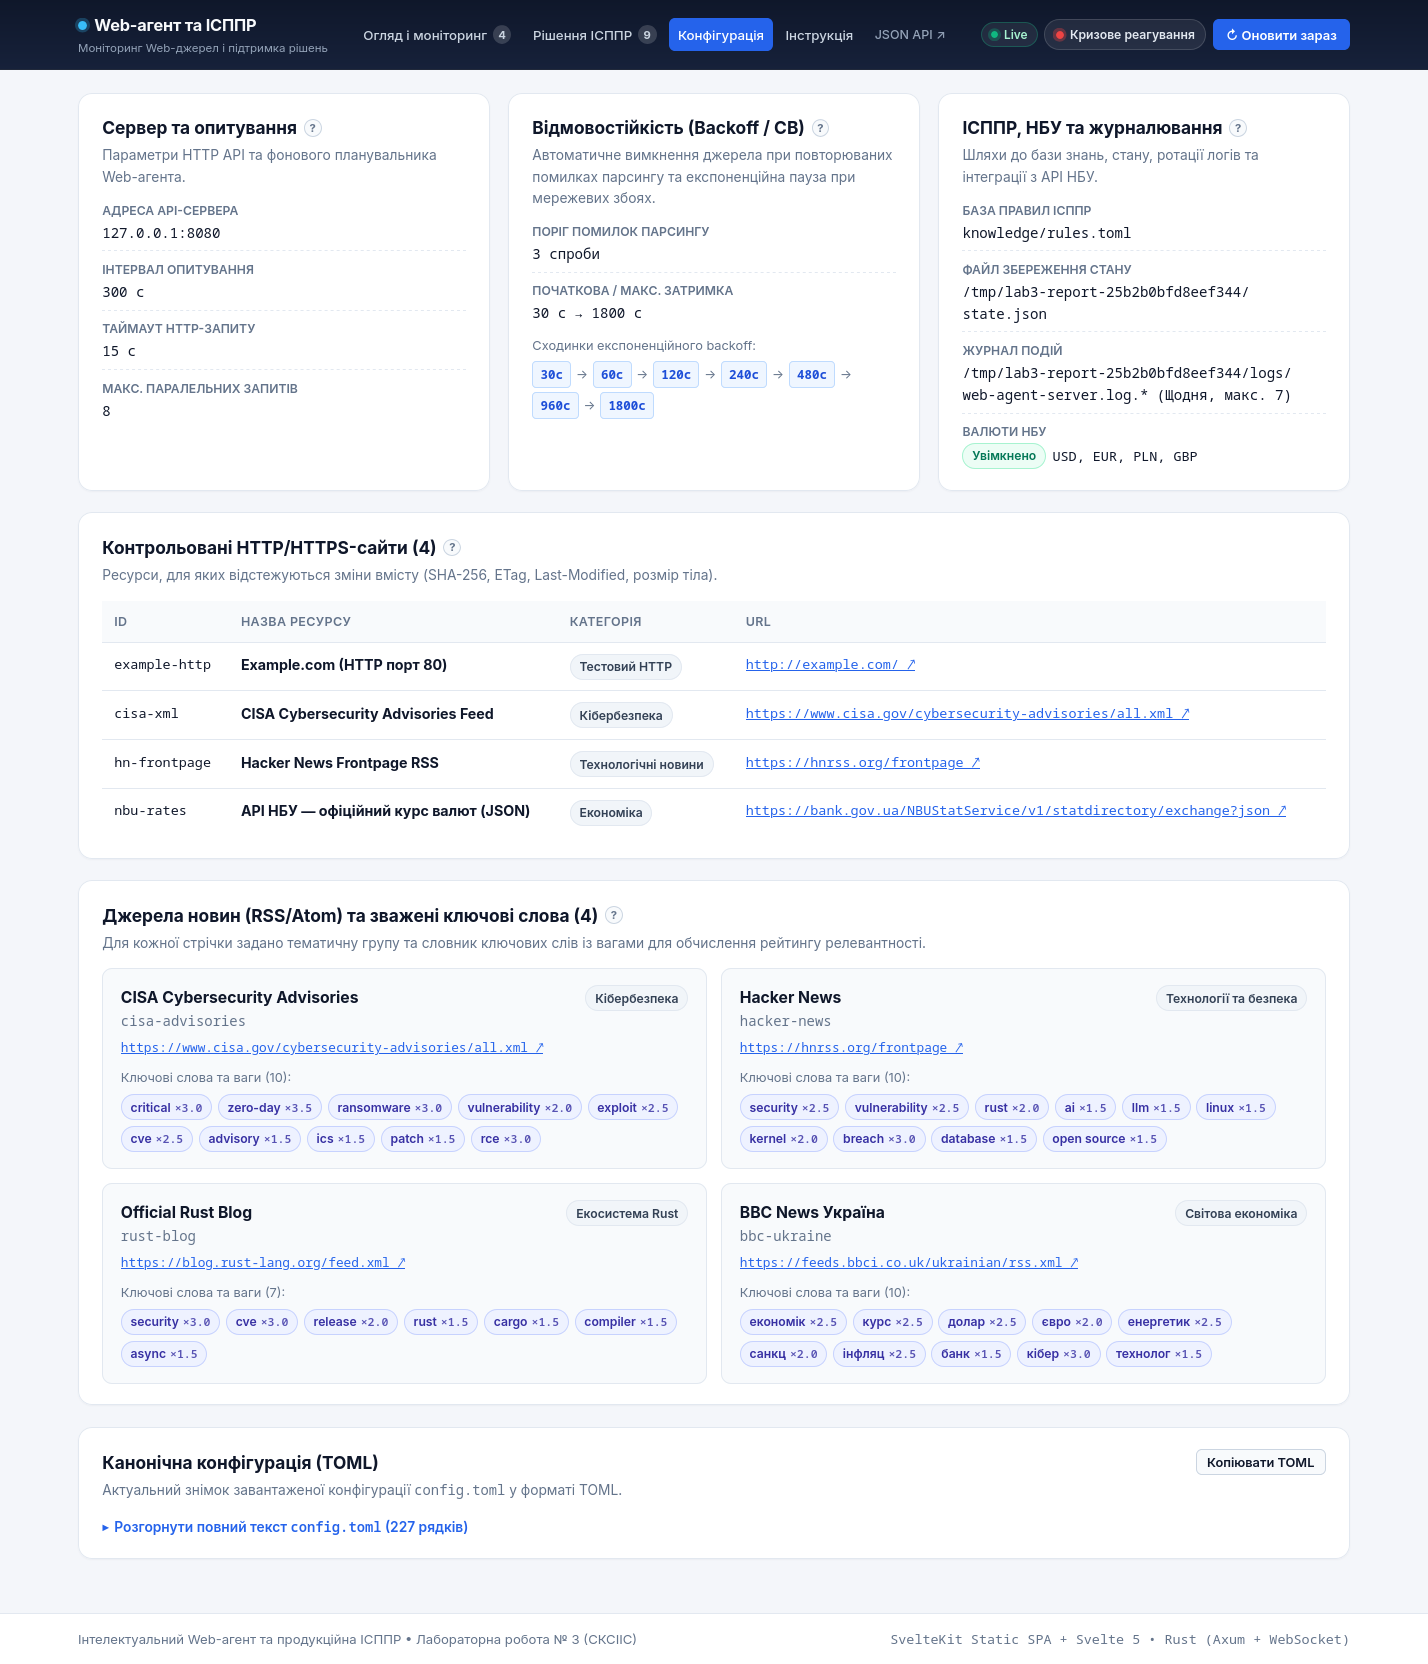 Web-агент та ІСППР
Моніторинг Web-джерел і підтримка рішень
Огляд і моніторинг 4
Рішення ІСППР 9
Конфігурація
Інструкція
JSON API ↗
Live
Кризове реагування
↻ Оновити зараз
Сервер та опитування ?
Параметри HTTP API та фонового планувальника
Web-агента.
АДРЕСА API-СЕРВЕРА
127.0.0.1:8080
ІНТЕРВАЛ ОПИТУВАННЯ
300 с
ТАЙМАУТ HTTP-ЗАПИТУ
15 с
МАКС. ПАРАЛЕЛЬНИХ ЗАПИТІВ
8
Відмовостійкість (Backoff / CB) ?
Автоматичне вимкнення джерела при повторюваних
помилках парсингу та експоненційна пауза при
мережевих збоях.
ПОРІГ ПОМИЛОК ПАРСИНГУ
3 спроби
ПОЧАТКОВА / МАКС. ЗАТРИМКА
30 с → 1800 с
Сходинки експоненційного backoff:
30с → 60с → 120с → 240с → 480с →
960с → 1800с
ІСППР, НБУ та журналювання ?
Шляхи до бази знань, стану, ротації логів та
інтеграції з API НБУ.
БАЗА ПРАВИЛ ІСППР
knowledge/rules.toml
ФАЙЛ ЗБЕРЕЖЕННЯ СТАНУ
/tmp/lab3-report-25b2b0bfd8eef344/
state.json
ЖУРНАЛ ПОДІЙ
/tmp/lab3-report-25b2b0bfd8eef344/logs/
web-agent-server.log.* (Щодня, макс. 7)
ВАЛЮТИ НБУ
Увімкнено USD, EUR, PLN, GBP
Контрольовані HTTP/HTTPS-сайти (4) ?
Ресурси, для яких відстежуються зміни вмісту (SHA-256, ETag, Last-Modified, розмір тіла).
ID НАЗВА РЕСУРСУ КАТЕГОРІЯ URL
example-http Example.com (HTTP порт 80) Тестовий HTTP http://example.com/ ↗
cisa-xml CISA Cybersecurity Advisories Feed Кібербезпека https://www.cisa.gov/cybersecurity-advisories/all.xml ↗
hn-frontpage Hacker News Frontpage RSS Технологічні новини https://hnrss.org/frontpage ↗
nbu-rates API НБУ — офіційний курс валют (JSON) Економіка https://bank.gov.ua/NBUStatService/v1/statdirectory/exchange?json ↗
Джерела новин (RSS/Atom) та зважені ключові слова (4) ?
Для кожної стрічки задано тематичну групу та словник ключових слів із вагами для обчислення рейтингу релевантності.
CISA Cybersecurity Advisories Кібербезпека
cisa-advisories
https://www.cisa.gov/cybersecurity-advisories/all.xml ↗
Ключові слова та ваги (10):
critical ×3.0 zero-day ×3.5 ransomware ×3.0 vulnerability ×2.0 exploit ×2.5
cve ×2.5 advisory ×1.5 ics ×1.5 patch ×1.5 rce ×3.0
Hacker News Технології та безпека
hacker-news
https://hnrss.org/frontpage ↗
Ключові слова та ваги (10):
security ×2.5 vulnerability ×2.5 rust ×2.0 ai ×1.5 llm ×1.5 linux ×1.5
kernel ×2.0 breach ×3.0 database ×1.5 open source ×1.5
Official Rust Blog Екосистема Rust
rust-blog
https://blog.rust-lang.org/feed.xml ↗
Ключові слова та ваги (7):
security ×3.0 cve ×3.0 release ×2.0 rust ×1.5 cargo ×1.5 compiler ×1.5
async ×1.5
BBC News Україна Світова економіка
bbc-ukraine
https://feeds.bbci.co.uk/ukrainian/rss.xml ↗
Ключові слова та ваги (10):
економік ×2.5 курс ×2.5 долар ×2.5 євро ×2.0 енергетик ×2.5
санкц ×2.0 інфляц ×2.5 банк ×1.5 кібер ×3.0 технолог ×1.5
Канонічна конфігурація (TOML)
Копіювати TOML
Актуальний знімок завантаженої конфігурації config.toml у форматі TOML.
▸ Розгорнути повний текст config.toml (227 рядків)
Інтелектуальний Web-агент та продукційна ІСППР • Лабораторна робота № 3 (СКСІІС)
SvelteKit Static SPA + Svelte 5 • Rust (Axum + WebSocket)